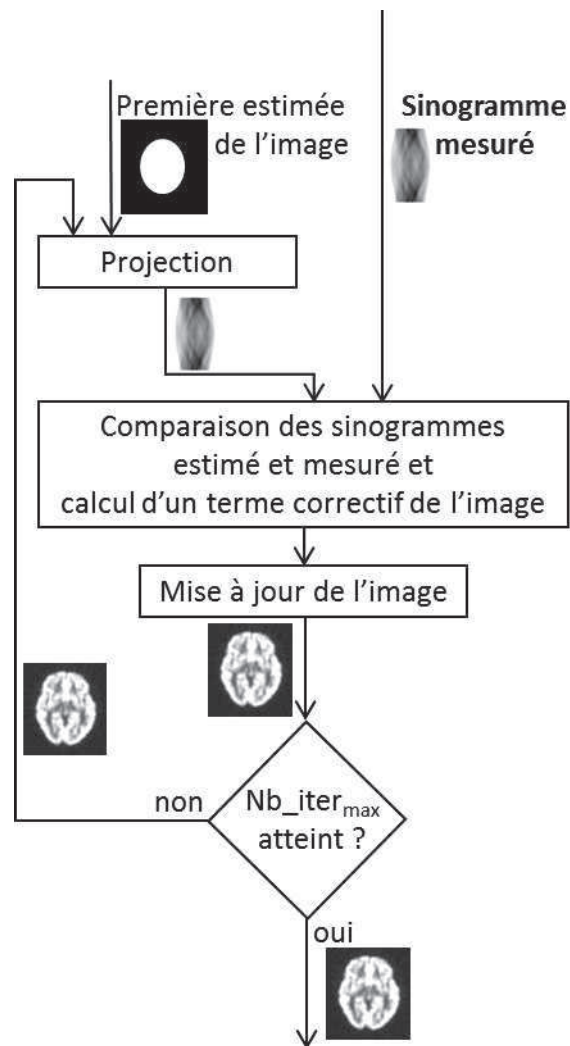 Première estimée
de l'image
Sinogramme
mesuré
Projection
Comparaison des sinogrammes
estimé et mesuré et
calcul d'un terme correctif de l'image
Mise à jour de l'image
non
Nb_iter_max
atteint ?
oui